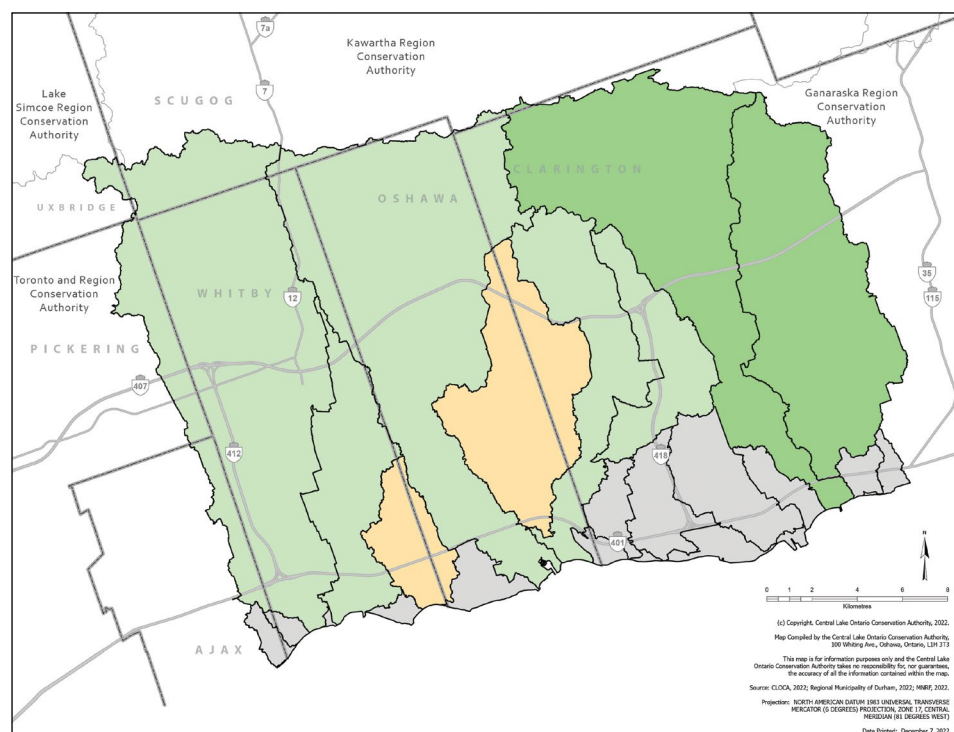 7a
Kawartha Region
Conservation
Authority
7
Lake
Simcoe Region
Conservation
Authority
SCUGOG
Ganaraska Region
Conservation
Authority
CLARINGTON
OSHAWA
UXBRIDGE
Toronto and Region
Conservation
Authority
WHITBY
12
35
115
418
PICKERING
407
412
418
401
N
0 2 4 6 8
Kilometres
AJAX
(c) Copyright. Central Lake Ontario Conservation Authority, 2022.
Map Compiled by the Central Lake Ontario Conservation Authority,
100 Whiting Ave., Oshawa, Ontario, L1H 3T3
This map is for information purposes only and the Central Lake
Ontario Conservation Authority takes no responsibility for, nor guarantees,
the accuracy of all the information contained within the map.
Source: CLOCA, 2022; Regional Municipality of Durham, 2022; MNRF, 2022.
Projection: NORTH AMERICAN DATUM 1983 UNIVERSAL TRANSVERSE
MERCATOR (6 DEGREES) PROJECTION, ZONE 17, CENTRAL
MERIDIAN (81 DEGREES WEST)
Date Printed: December 7, 2022